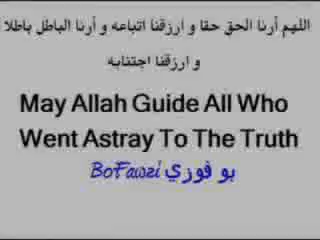 اللهم أرنا الحق حقا و ارزقنا اتباعه و أرنا الباطل باطلا
و ارزقنا اجتنابه
May Allah Guide All Who
Went Astray To The Truth
BoFawzi بو فوزي